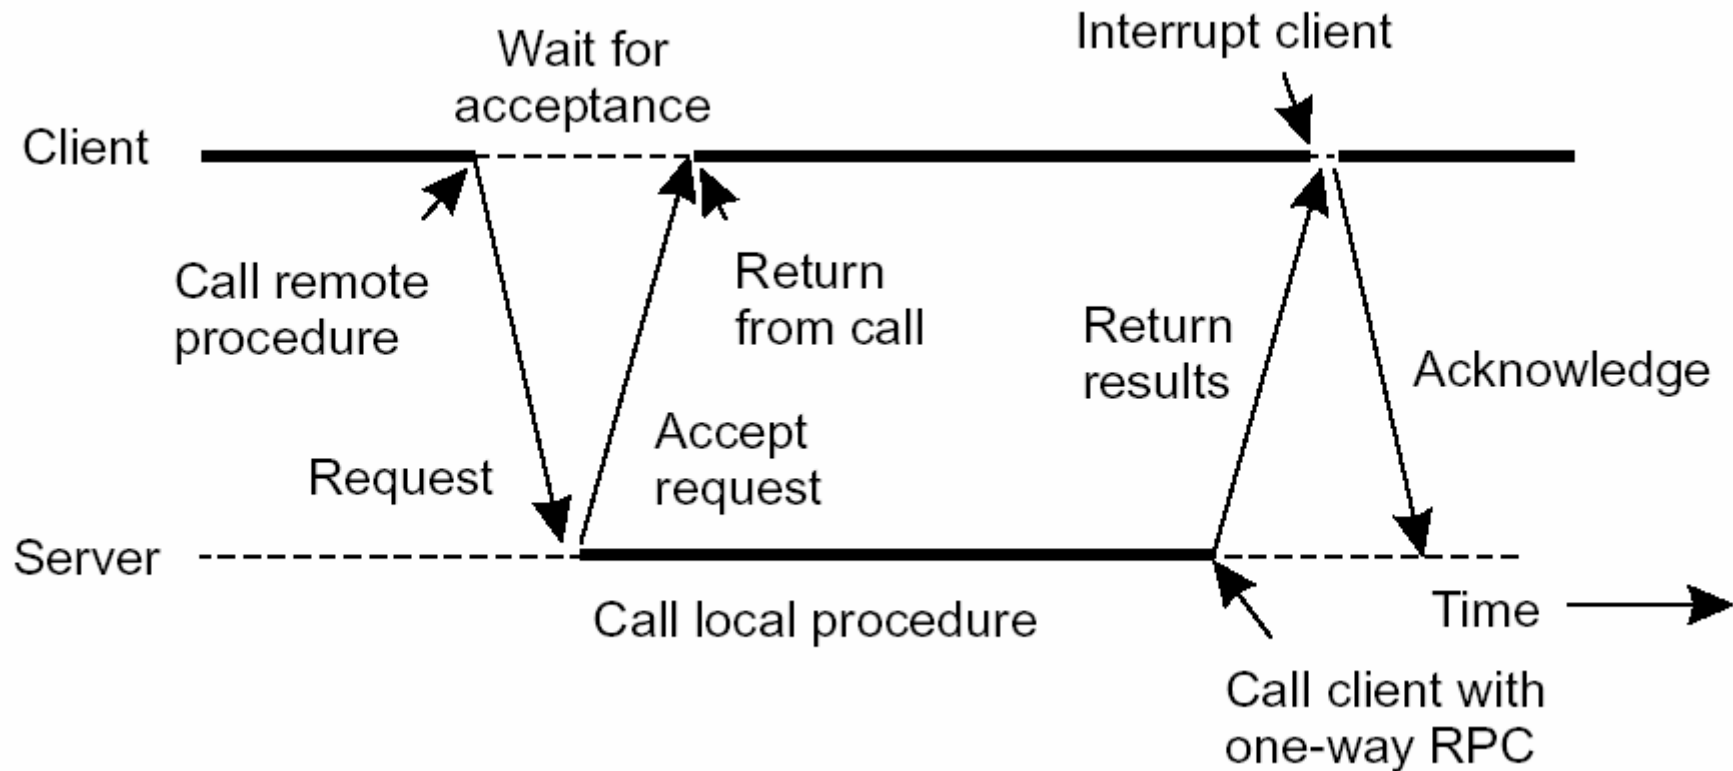 Wait for
acceptance
Interrupt client
Client
Call remote
procedure
Return
from call
Return
results
Acknowledge
Request
Accept
request
Server
Call local procedure
Time
Call client with
one-way RPC